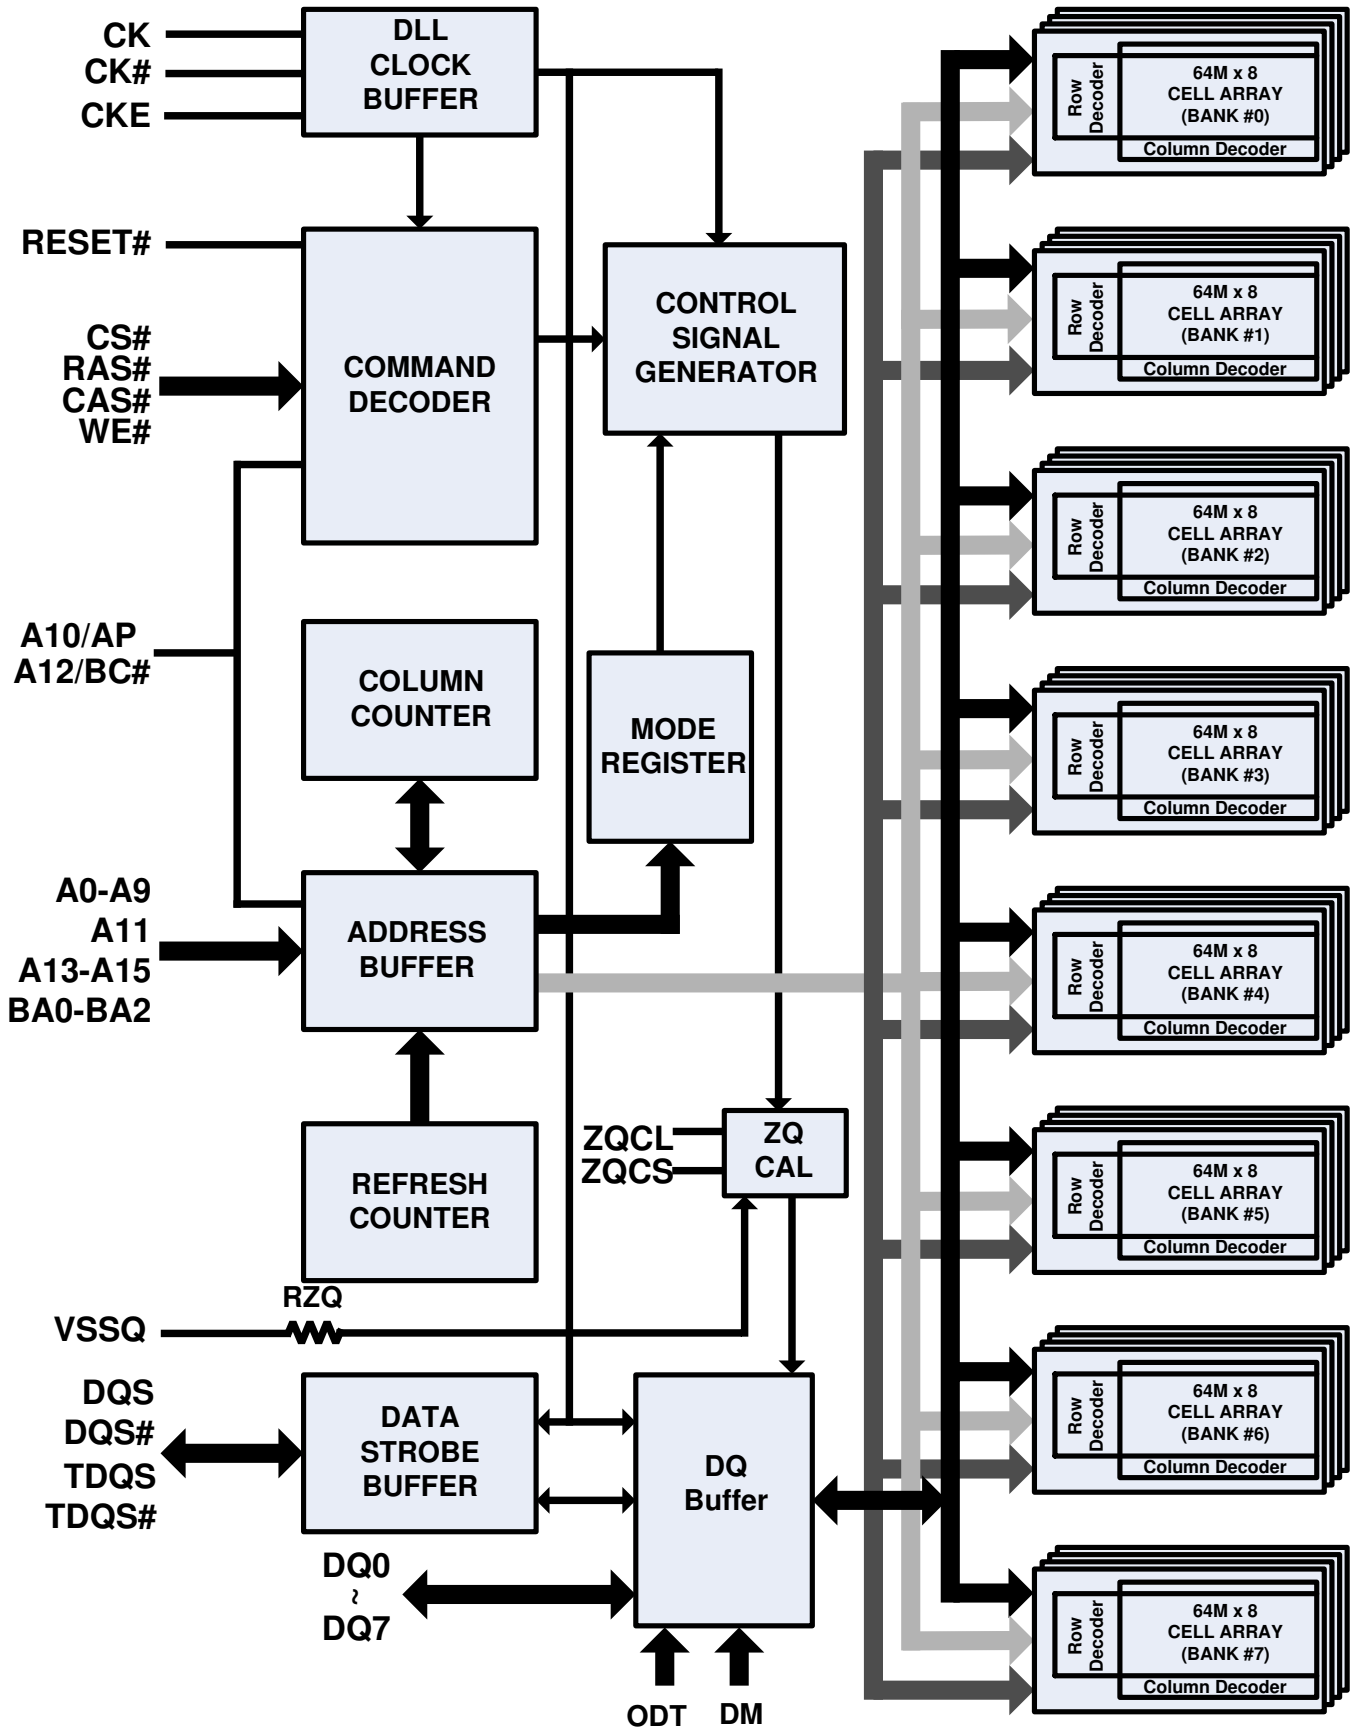 CK
CK#
CKE
DLL
CLOCK
BUFFER
RESET#
CS#
RAS#
CAS#
WE#
COMMAND
DECODER
CONTROL
SIGNAL
GENERATOR
A10/AP
A12/BC#
COLUMN
COUNTER
MODE
REGISTER
A0-A9
A11
A13-A15
BA0-BA2
ADDRESS
BUFFER
REFRESH
COUNTER
ZQCL
ZQCS
ZQ
CAL
RZQ
VSSQ
DQS
DQS#
TDQS
TDQS#
DATA
STROBE
BUFFER
DQ
Buffer
DQ0
~
DQ7
ODT
DM
Row
Decoder
64M x 8
CELL ARRAY
(BANK #0)
Column Decoder
Row
Decoder
64M x 8
CELL ARRAY
(BANK #1)
Column Decoder
Row
Decoder
64M x 8
CELL ARRAY
(BANK #2)
Column Decoder
Row
Decoder
64M x 8
CELL ARRAY
(BANK #3)
Column Decoder
Row
Decoder
64M x 8
CELL ARRAY
(BANK #4)
Column Decoder
Row
Decoder
64M x 8
CELL ARRAY
(BANK #5)
Column Decoder
Row
Decoder
64M x 8
CELL ARRAY
(BANK #6)
Column Decoder
Row
Decoder
64M x 8
CELL ARRAY
(BANK #7)
Column Decoder